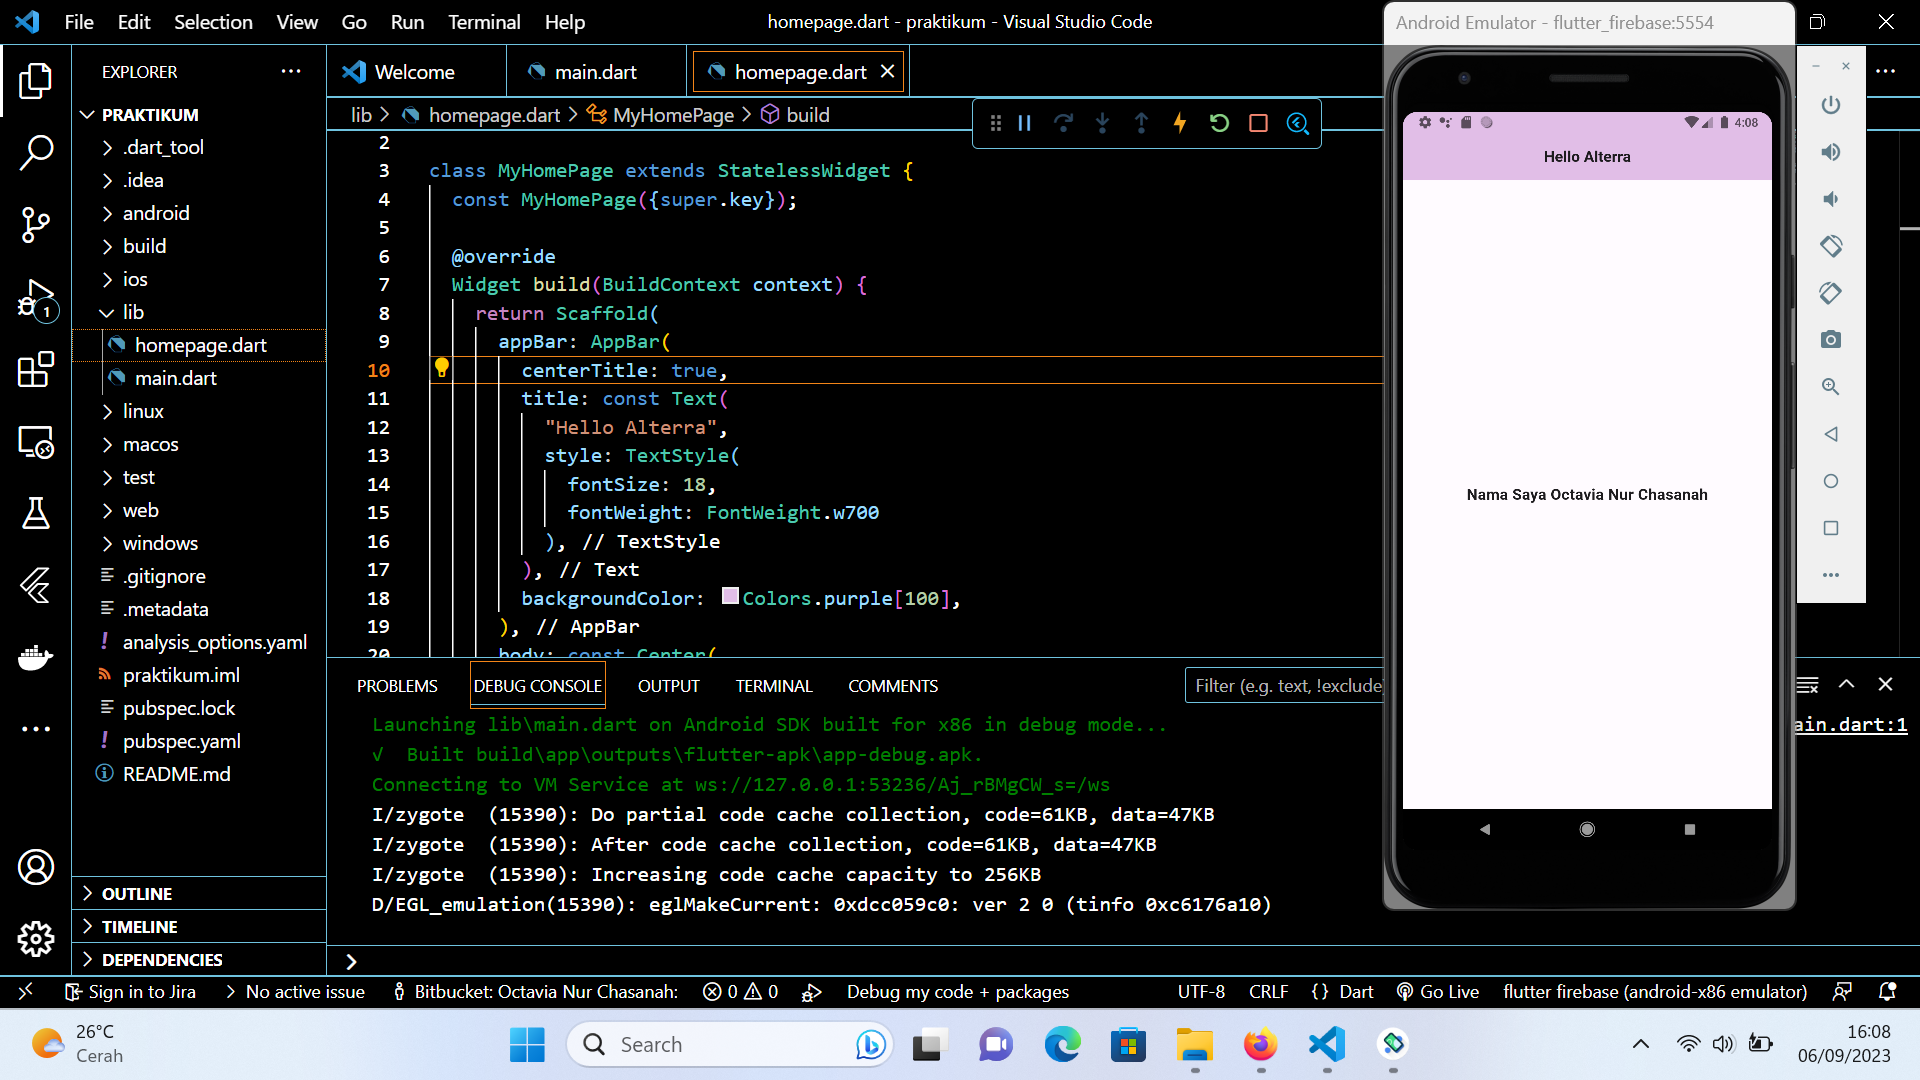 File Edit Selection View Go Run Terminal Help
homepage.dart - praktikum - Visual Studio Code
EXPLORER
PRAKTIKUM
.dart_tool
.idea
android
build
ios
lib
homepage.dart
main.dart
linux
macos
test
web
windows
.gitignore
.metadata
analysis_options.yaml
praktikum.iml
pubspec.lock
pubspec.yaml
README.md
OUTLINE
TIMELINE
DEPENDENCIES
1
Welcome
main.dart
homepage.dart
lib > homepage.dart > MyHomePage > build
2
3 class MyHomePage extends StatelessWidget {
4 const MyHomePage({super.key});
5
6 @override
7 Widget build(BuildContext context) {
8 return Scaffold(
9 appBar: AppBar(
10 centerTitle: true,
11 title: const Text(
12 "Hello Alterra",
13 style: TextStyle(
14 fontSize: 18,
15 fontWeight: FontWeight.w700
16 ), // TextStyle
17 ), // Text
18 backgroundColor: Colors.purple[100],
19 ), // AppBar
20 body: const Center(
PROBLEMS DEBUG CONSOLE OUTPUT TERMINAL COMMENTS
Filter (e.g. text, !exclude
Launching lib\main.dart on Android SDK built for x86 in debug mode...
ain.dart:1
√ Built build\app\outputs\flutter-apk\app-debug.apk.
Connecting to VM Service at ws://127.0.0.1:53236/Aj_rBMgCW_s=/ws
I/zygote (15390): Do partial code cache collection, code=61KB, data=47KB
I/zygote (15390): After code cache collection, code=61KB, data=47KB
I/zygote (15390): Increasing code cache capacity to 256KB
D/EGL_emulation(15390): eglMakeCurrent: 0xdcc059c0: ver 2 0 (tinfo 0xc6176a10)
Android Emulator - flutter_firebase:5554
4:08
Hello Alterra
Nama Saya Octavia Nur Chasanah
Sign in to Jira
No active issue
Bitbucket: Octavia Nur Chasanah:
0 0
Debug my code + packages
UTF-8
CRLF
{} Dart
Go Live
flutter firebase (android-x86 emulator)
26°C
Cerah
Search
16:08
06/09/2023